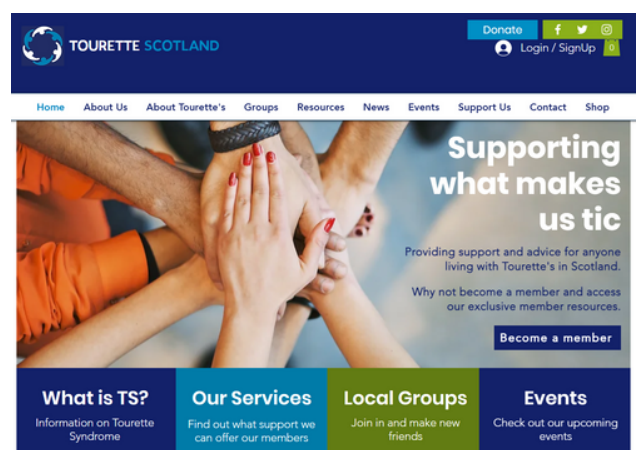 TOURETTE SCOTLAND
Donate
Login / SignUp
0
Home About Us About Tourette's Groups Resources News Events Support Us Contact Shop
Supporting
what makes
us tic
Providing support and advice for anyone
living with Tourette's in Scotland.
Why not become a member and access
our exclusive member resources.
Become a member
What is TS?
Information on Tourette
Syndrome
Our Services
Find out what support we
can offer our members
Local Groups
Join in and make new
friends
Events
Check out our upcoming
events